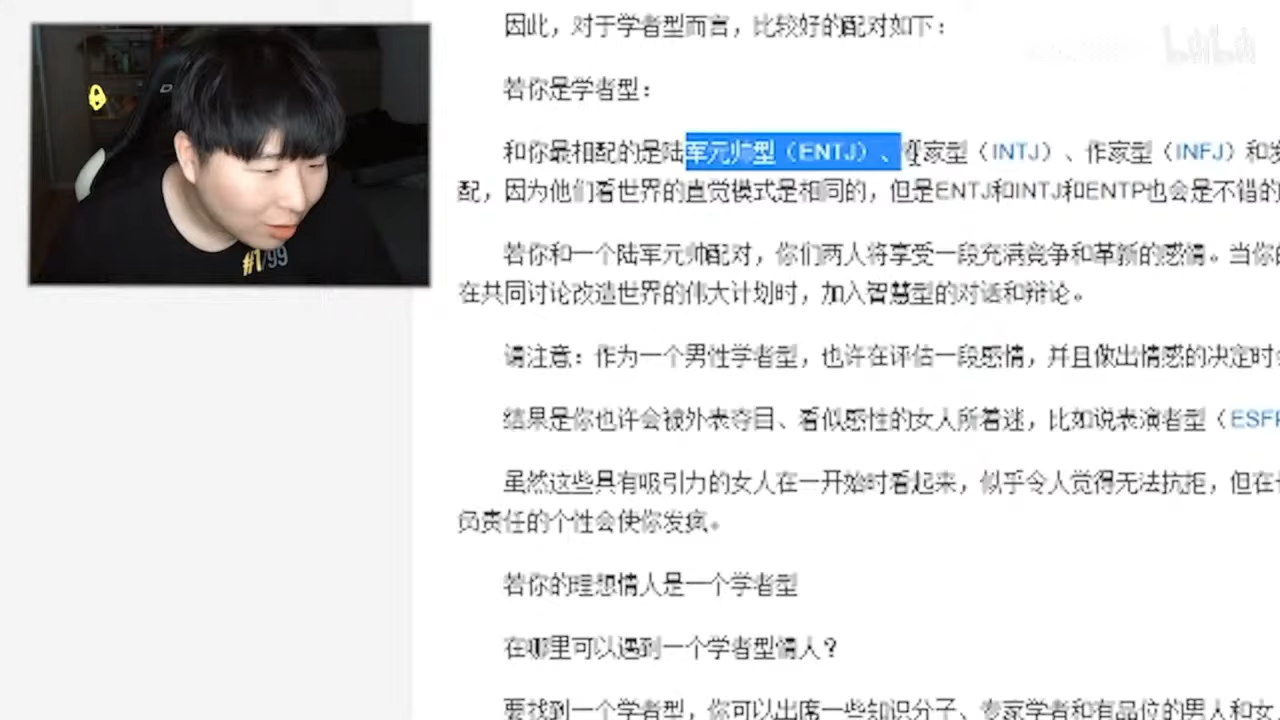 因此，对于学者型而言，比较好的配对如下：
若你是学者型：
和你最相配的是陆军元帅型（ENTJ）、专家型（INTJ）、作家型（INFJ）和发
配，因为他们看世界的直觉模式是相同的，但是ENTJ和INTJ和ENTP也会是不错的
若你和一个陆军元帅配对，你们两人将享受一段充满竞争和革新的感情。当你的
在共同讨论改造世界的伟大计划时，加入智慧型的对话和辩论。
请注意：作为一个男性学者型，也许在评估一段感情，并且做出情感的决定时会
结果是你也许会被外表夺目、看似感性的女人所着迷，比如说表演者型（ESFP
虽然这些具有吸引力的女人在一开始时看起来，似乎令人觉得无法抗拒，但在长
负责任的个性会使你发疯。
若你的理想情人是一个学者型
在哪里可以遇到一个学者型情人？
要找到一个学者型，你可以出席一些知识分子、专家学者和有品位的男人和女
#1/99
bilibili